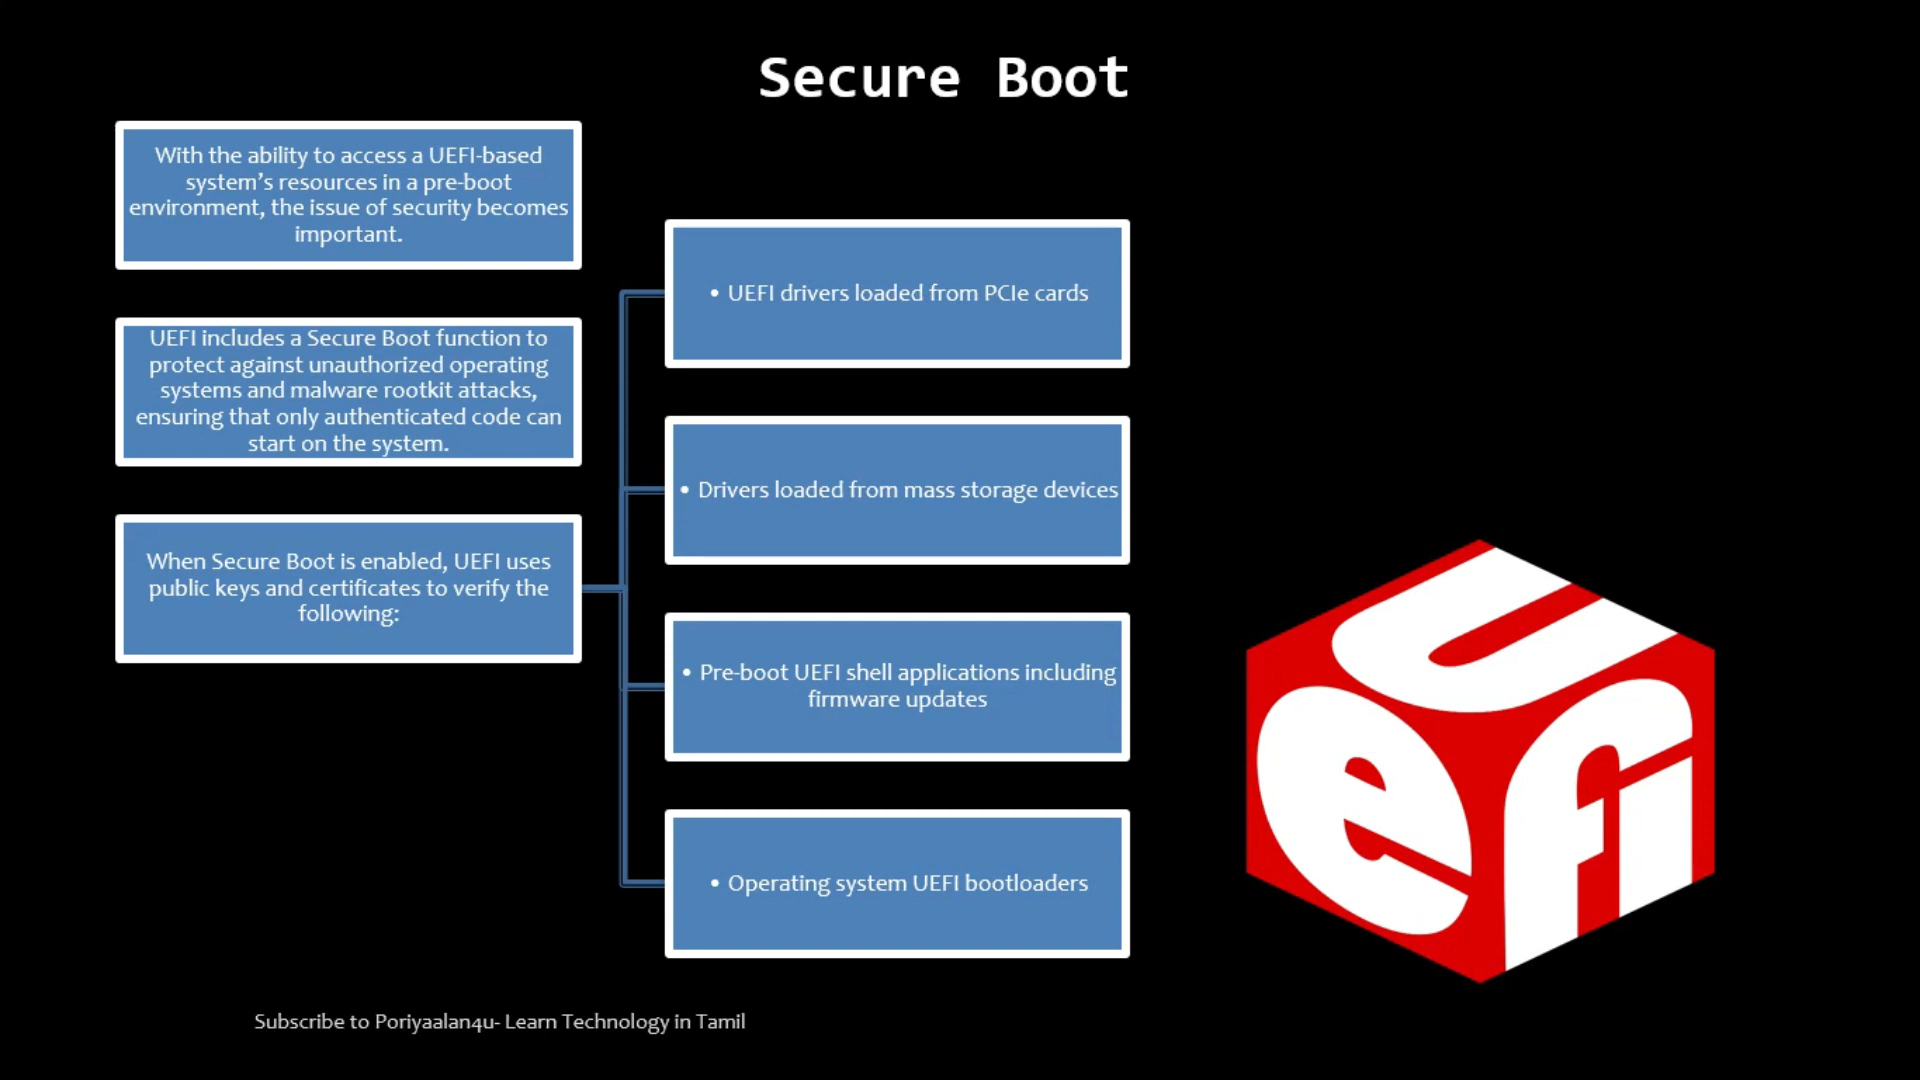 Secure Boot
With the ability to access a UEFI-based
system’s resources in a pre-boot
environment, the issue of security becomes
important.
UEFI includes a Secure Boot function to
protect against unauthorized operating
systems and malware rootkit attacks,
ensuring that only authenticated code can
start on the system.
When Secure Boot is enabled, UEFI uses
public keys and certificates to verify the
following:
• UEFI drivers loaded from PCIe cards
• Drivers loaded from mass storage devices
• Pre-boot UEFI shell applications including
firmware updates
• Operating system UEFI bootloaders
uefi
Subscribe to Poriyaalan4u- Learn Technology in Tamil